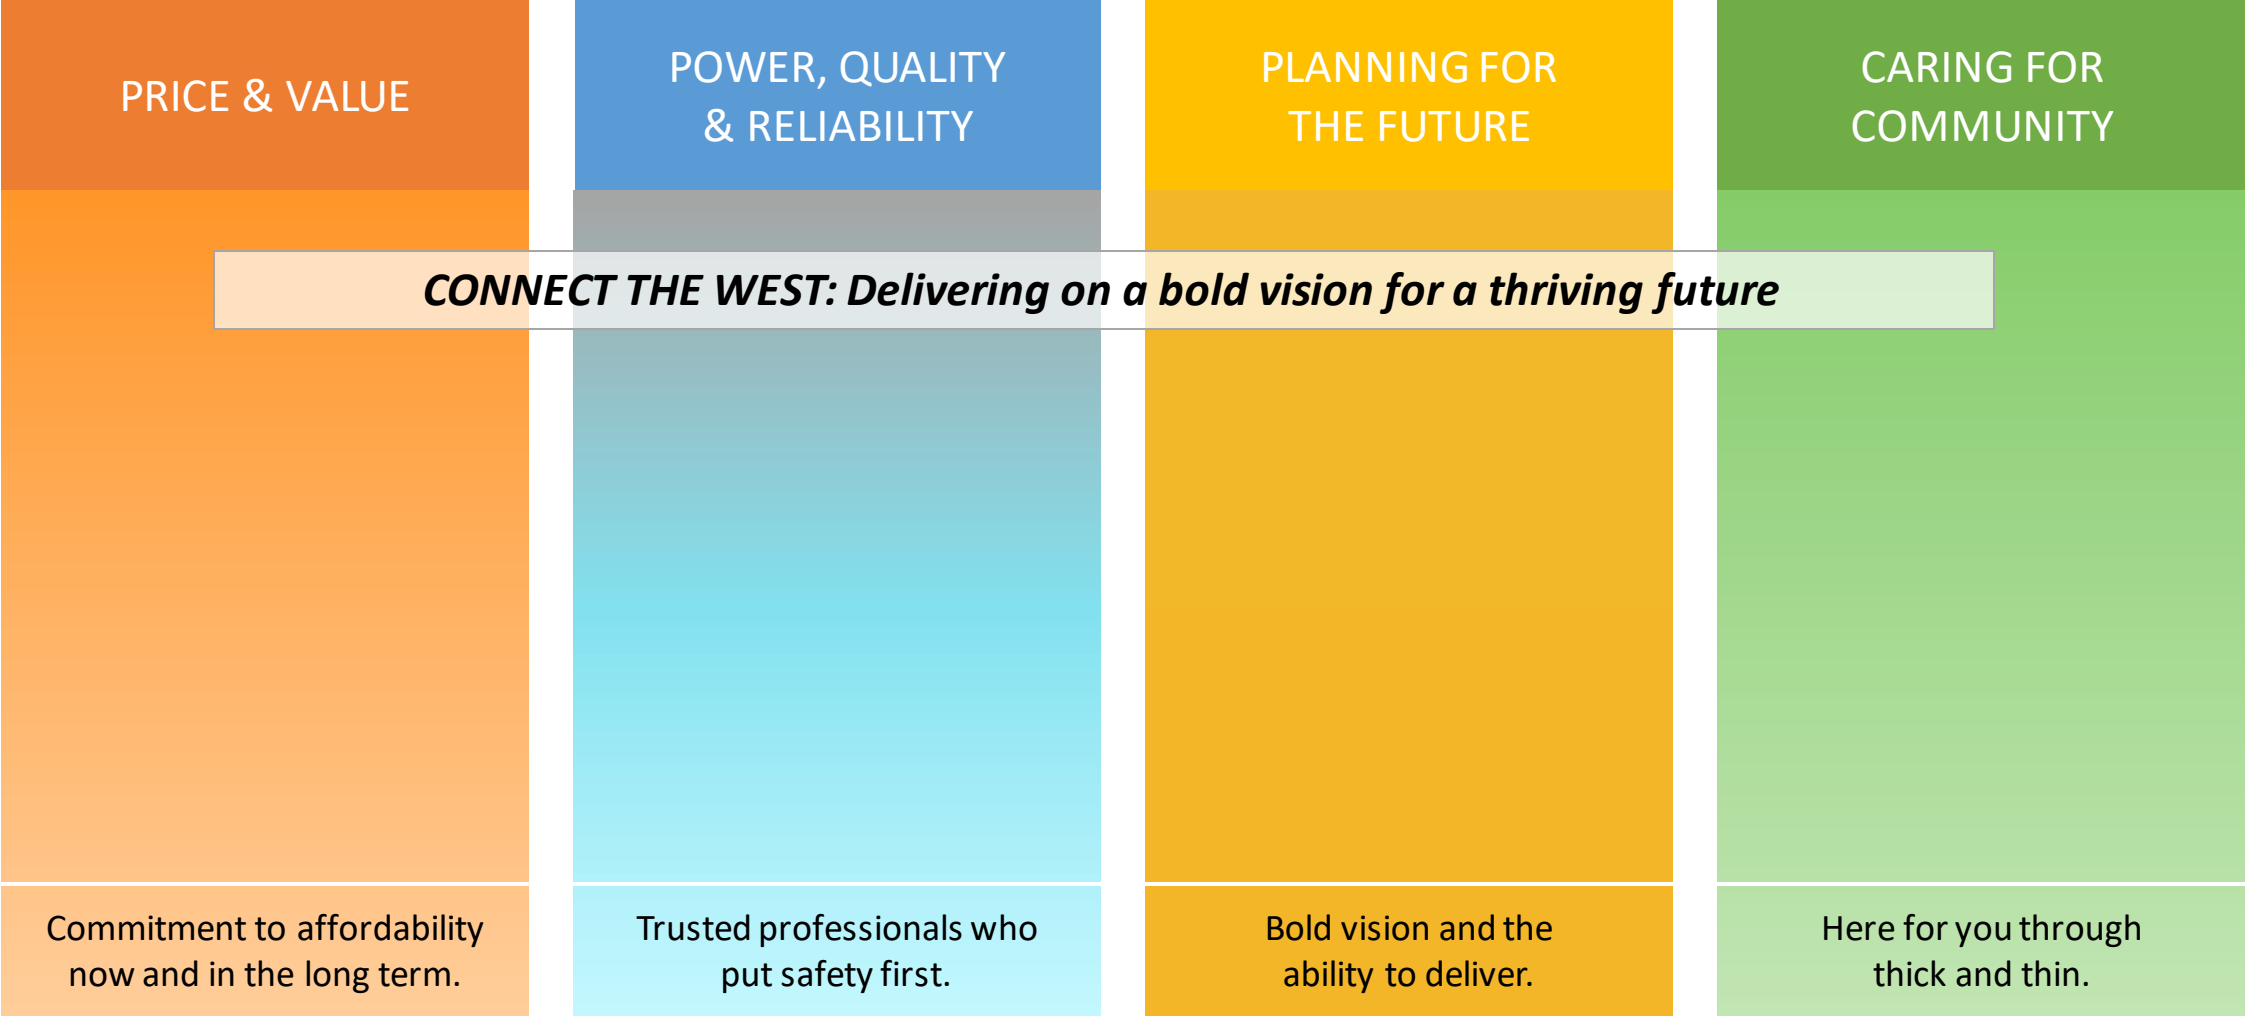 PRICE & VALUE
POWER, QUALITY
& RELIABILITY
PLANNING FOR
THE FUTURE
CARING FOR
COMMUNITY
CONNECT THE WEST: Delivering on a bold vision for a thriving future
Commitment to affordability
now and in the long term.
Trusted professionals who
put safety first.
Bold vision and the
ability to deliver.
Here for you through
thick and thin.